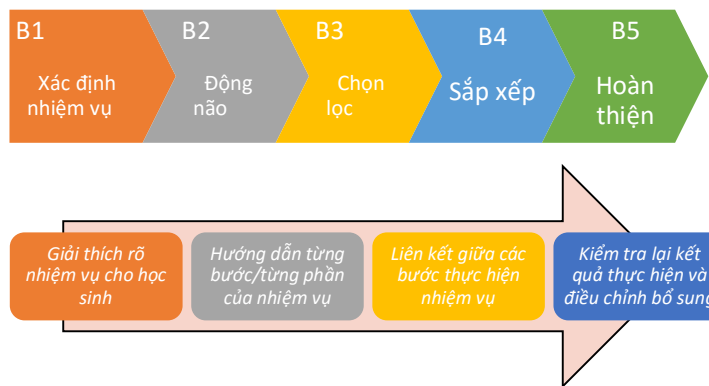 B1
Xác định
nhiệm vụ
B2
Động
não
B3
Chọn
lọc
B4
Sắp xếp
B5
Hoàn
thiện
Giải thích rõ
nhiệm vụ cho học
sinh
Hướng dẫn từng
bước/từng phần
của nhiệm vụ
Liên kết giữa các
bước thực hiện
nhiệm vụ
Kiểm tra lại kết
quả thực hiện và
điều chỉnh bổ sung